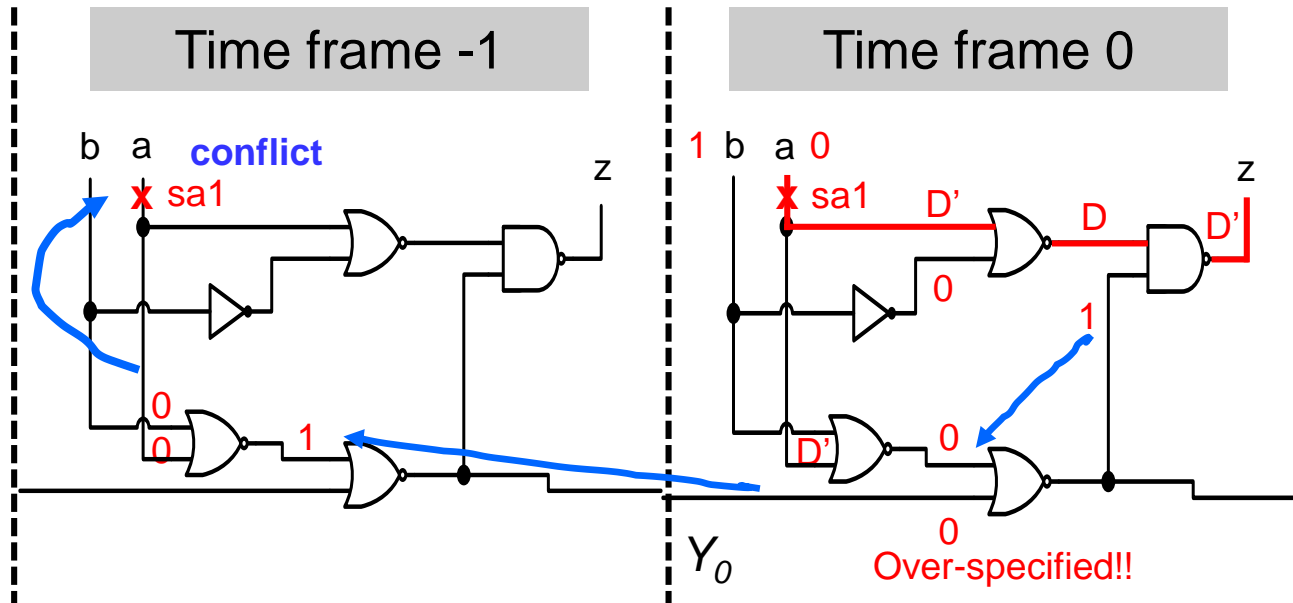 Time frame -1
Time frame 0
b a conflict
z
x sa1
0
0
1
1 b a 0
z
x sa1
D'
D
D'
0
1
D'
0
0
Y0
Over-specified!!